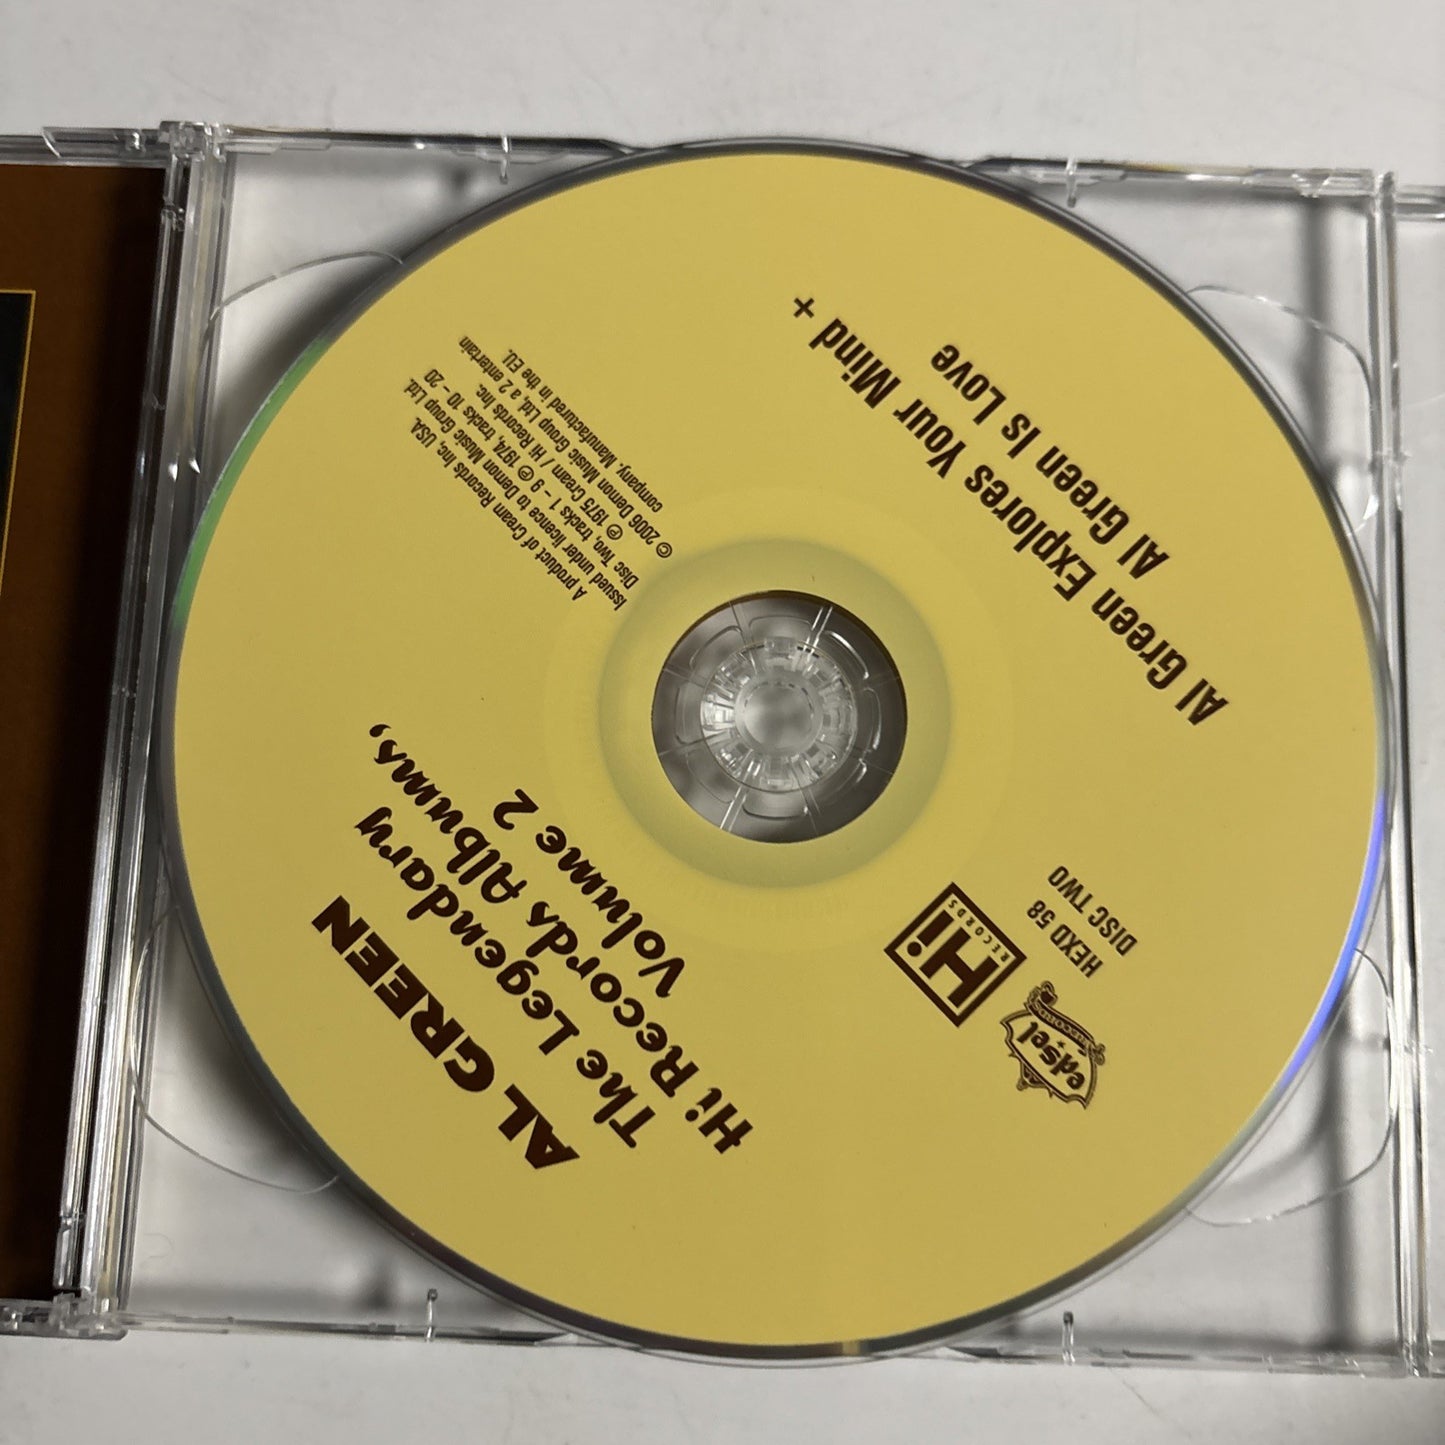 AL GREEN
The Legendary
Hi Records Albums,
Volume 2
Hi
RECORDS
edsel
RECORDS
HEXD 58
DISC TWO
A product of Cream Records Inc, USA.
Issued under licence to Demon Music Group Ltd.
Disc Two, tracks 1 – 9 ℗ 1974, tracks 10 – 20
℗ 1975 Cream / Hi Records Inc.
© 2006 Demon Music Group Ltd, a 2 entertain
company. Manufactured in the EU.
Al Green Explores Your Mind +
Al Green Is Love